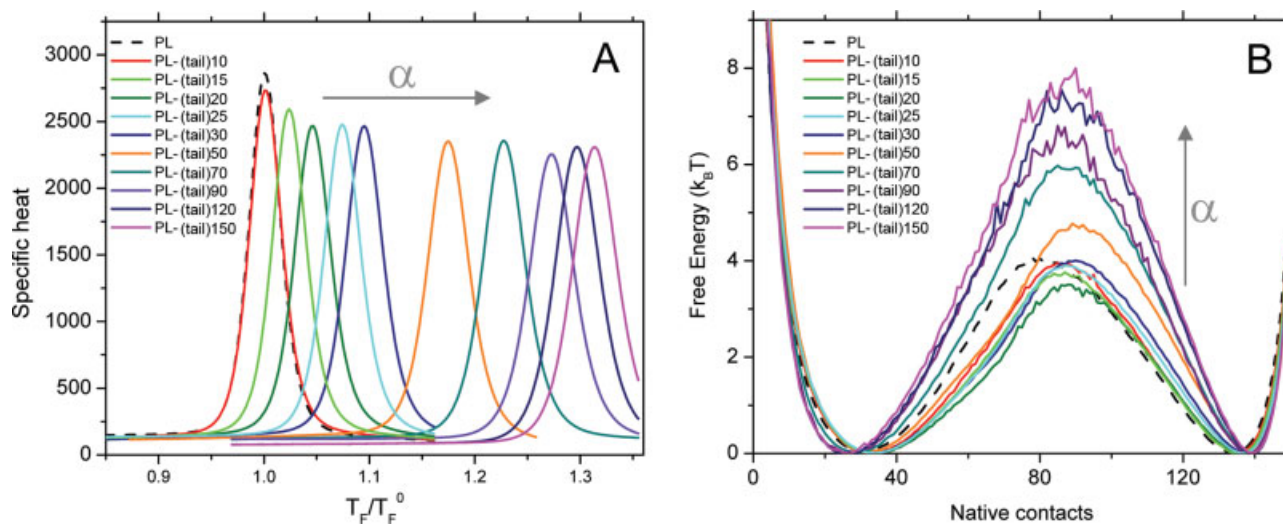 A
α
PL
PL-(tail)10
PL-(tail)15
PL-(tail)20
PL-(tail)25
PL-(tail)30
PL-(tail)50
PL-(tail)70
PL-(tail)90
PL-(tail)120
PL-(tail)150
3000
2500
2000
1500
1000
500
0
Specific heat
0.9 1.0 1.1 1.2 1.3
T_F/T_F^0
B
α
PL
PL-(tail)10
PL-(tail)15
PL-(tail)20
PL-(tail)25
PL-(tail)30
PL-(tail)50
PL-(tail)70
PL-(tail)90
PL-(tail)120
PL-(tail)150
8
6
4
2
0
Free Energy (k_BT)
0 40 80 120
Native contacts